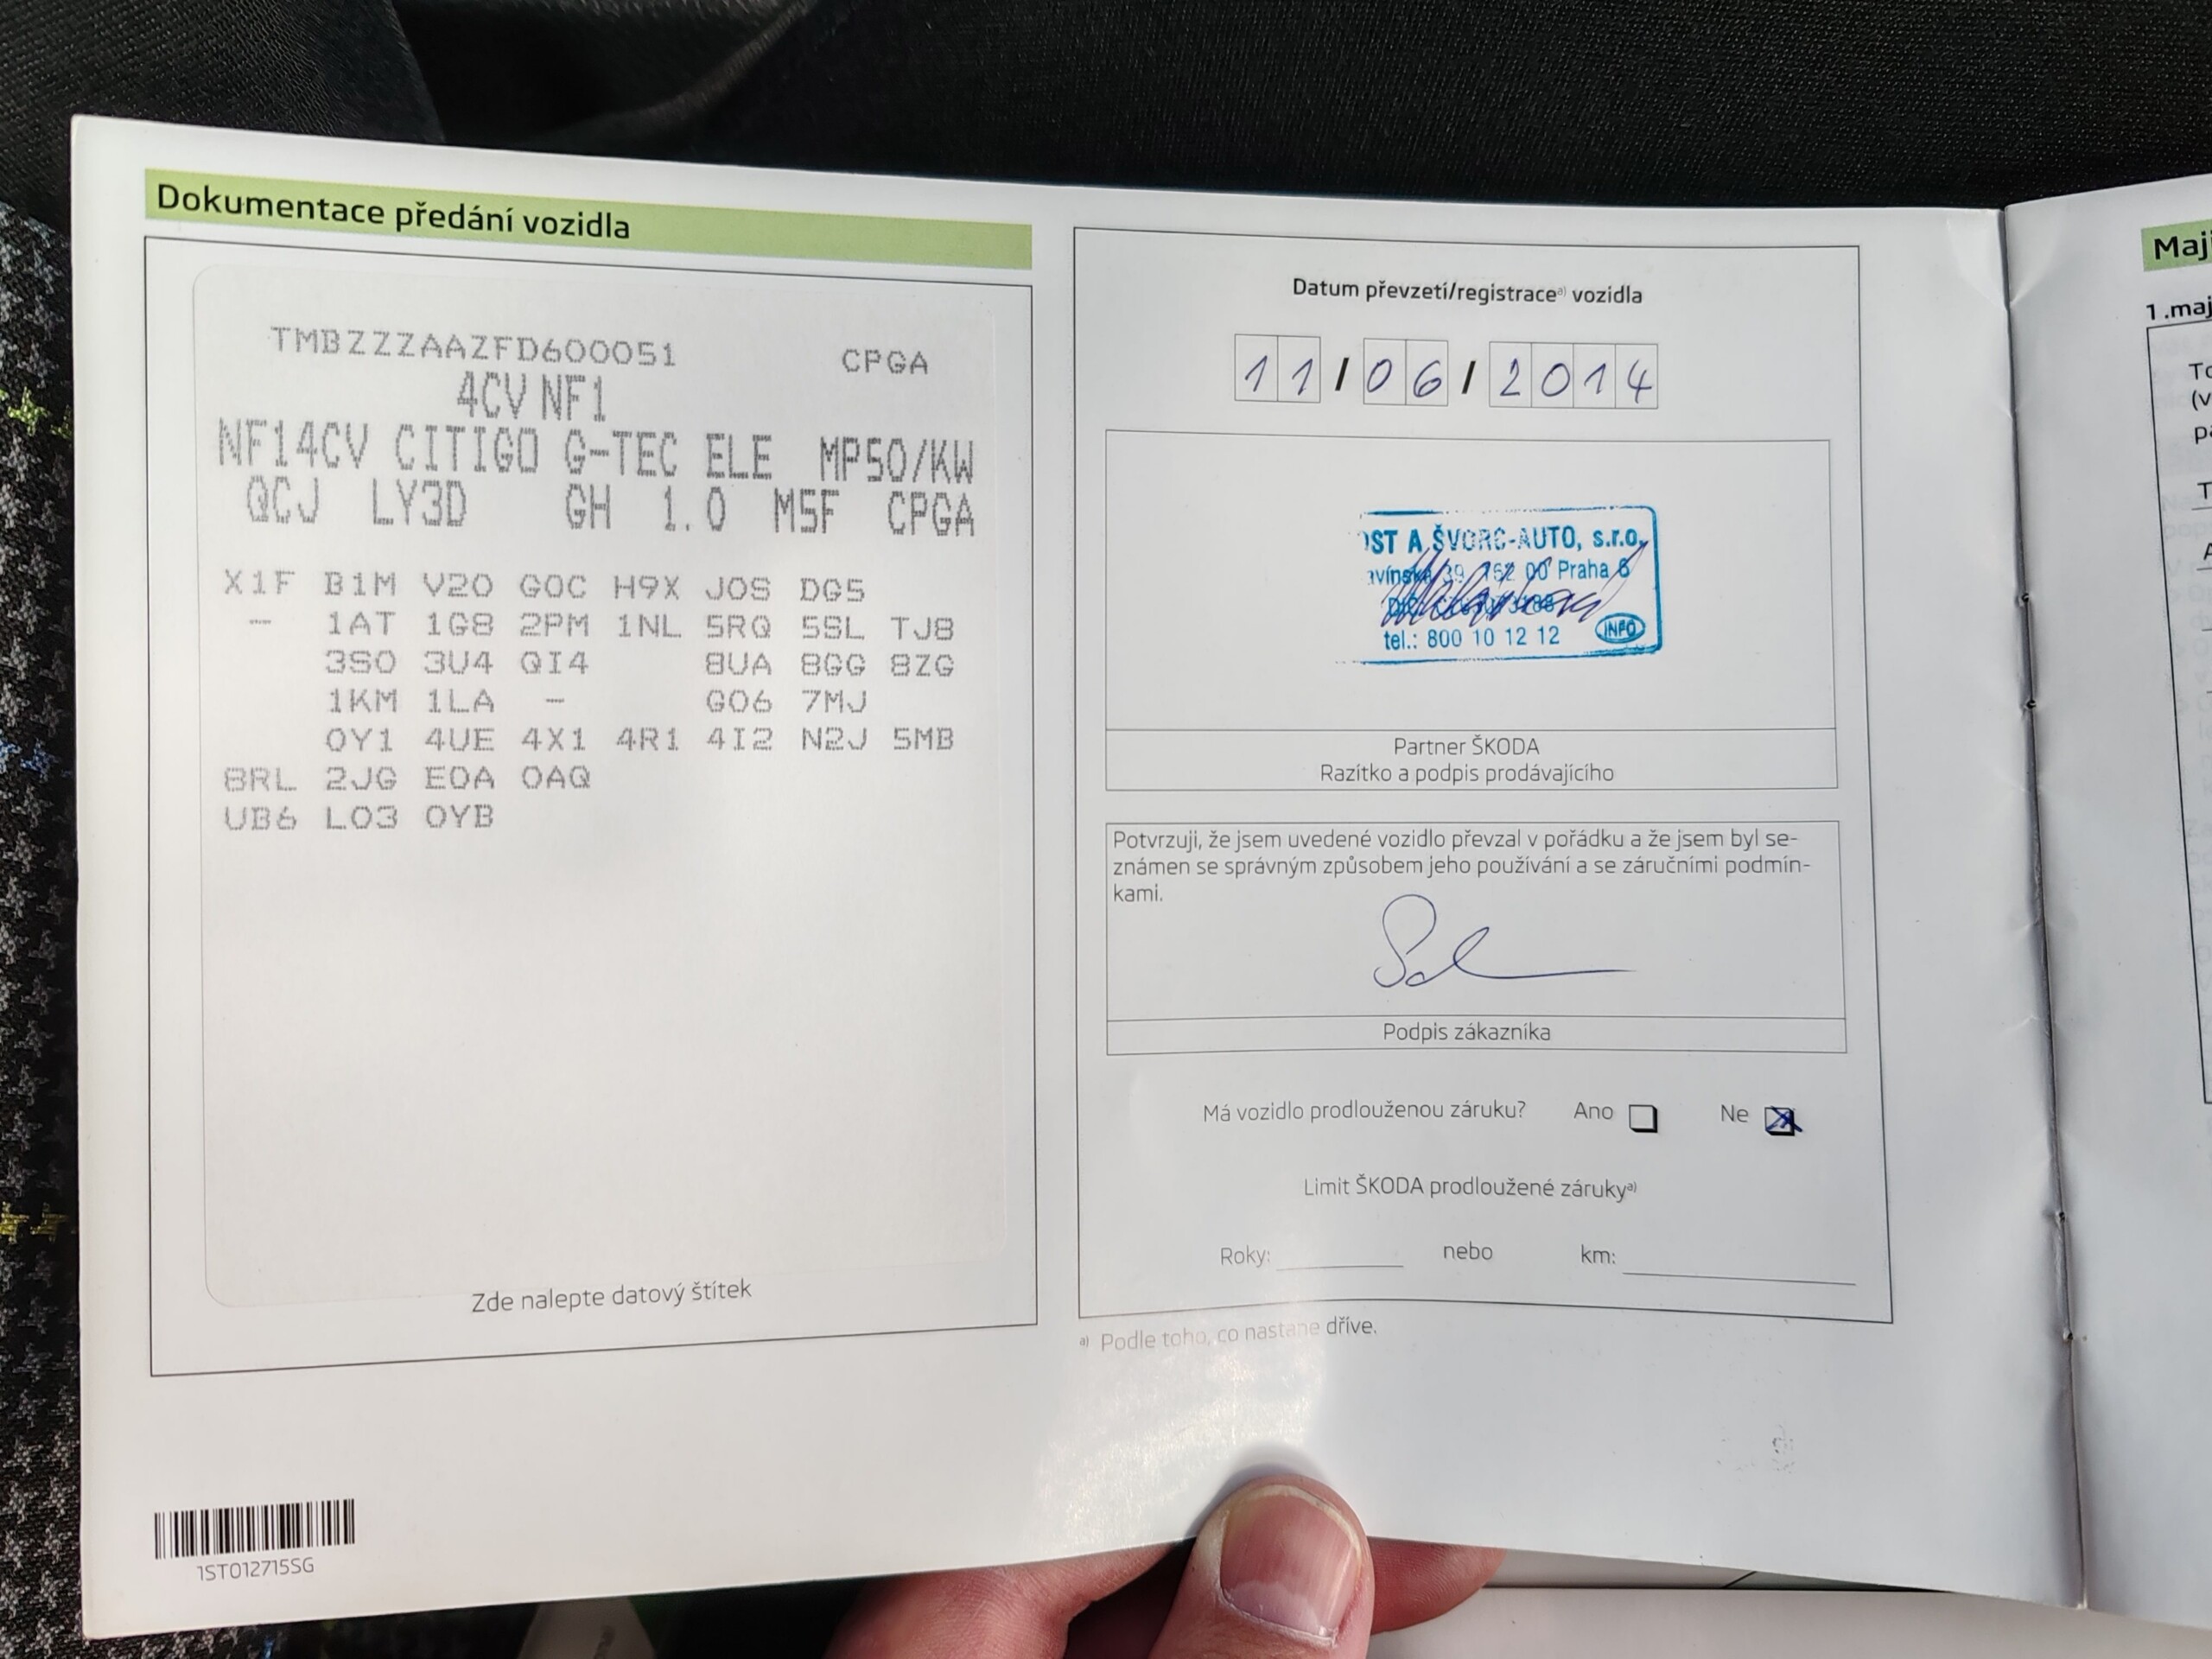 Dokumentace předání vozidla
TMBZZZAAZFD600051 CPGA
4CV NF1
NF14CV CITIGO G-TEC ELE MP50/KW
QCJ LY3D GH 1.0 M5F CPGA
X1F B1M V20 G0C H9X J0S DG5
-- 1AT 1G8 2PM 1NL 5RQ 5SL TJ8
3S0 3U4 QI4 8UA 8GG 8ZG
1KM 1LA - G06 7MJ
0Y1 4UE 4X1 4R1 4I2 N2J 5MB
8RL 2JG E0A 0AQ
UB6 L03 0YB
Zde nalepte datový štítek
1ST012715SG
Datum převzetí/registrace a) vozidla
11/06/2014
ŠVORC-AUTO, s.r.o.
39 Praha 6
tel.: 800 10 12 12 INFO
Partner ŠKODA
Razítko a podpis prodávajícího
Potvrzuji, že jsem uvedené vozidlo převzal v pořádku a že jsem byl se-
známen se správným způsobem jeho používání a se záručními podmín-
kami.
Podpis zákazníka
Má vozidlo prodlouženou záruku? Ano Ne
Limit ŠKODA prodloužené záruky a)
Roky: nebo km:
a) Podle toho, co nastane dříve.
Maj
1.maj